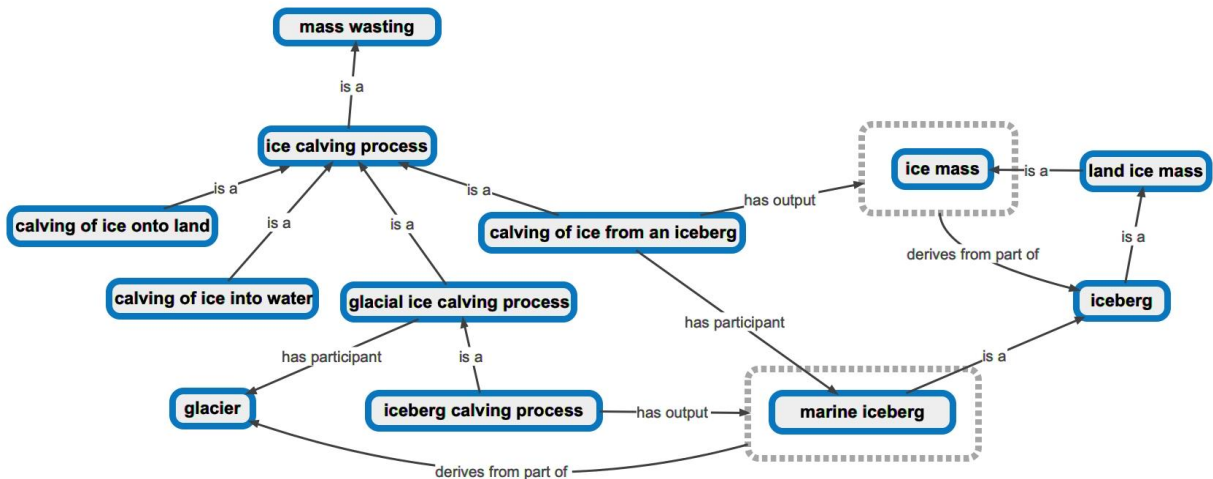 mass wasting
is a
ice calving process
ice mass
is a
land ice mass
is a
is a
has output
calving of ice onto land
is a
is a
calving of ice from an iceberg
is a
derives from part of
calving of ice into water
glacial ice calving process
iceberg
has participant
has participant
is a
is a
glacier
iceberg calving process
has output
marine iceberg
derives from part of